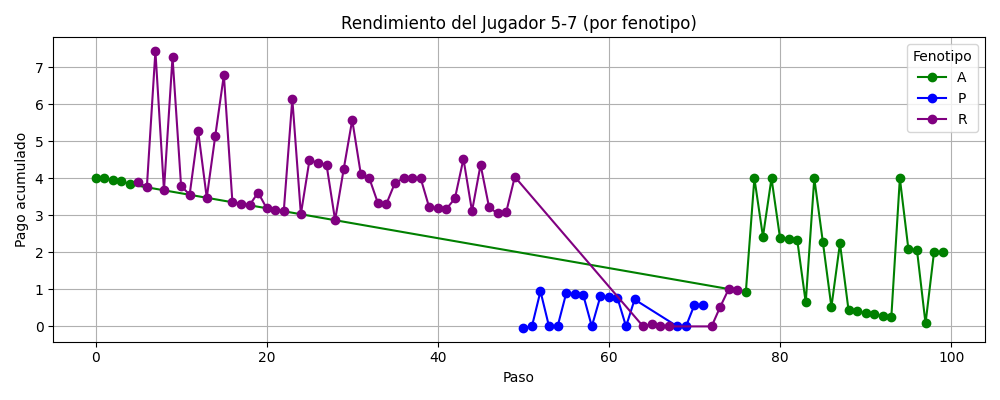 Rendimiento del Jugador 5-7 (por fenotipo)
Pago acumulado
7
6
5
4
3
2
1
0
Fenotipo
A
P
R
0 20 40 60 80 100
Paso